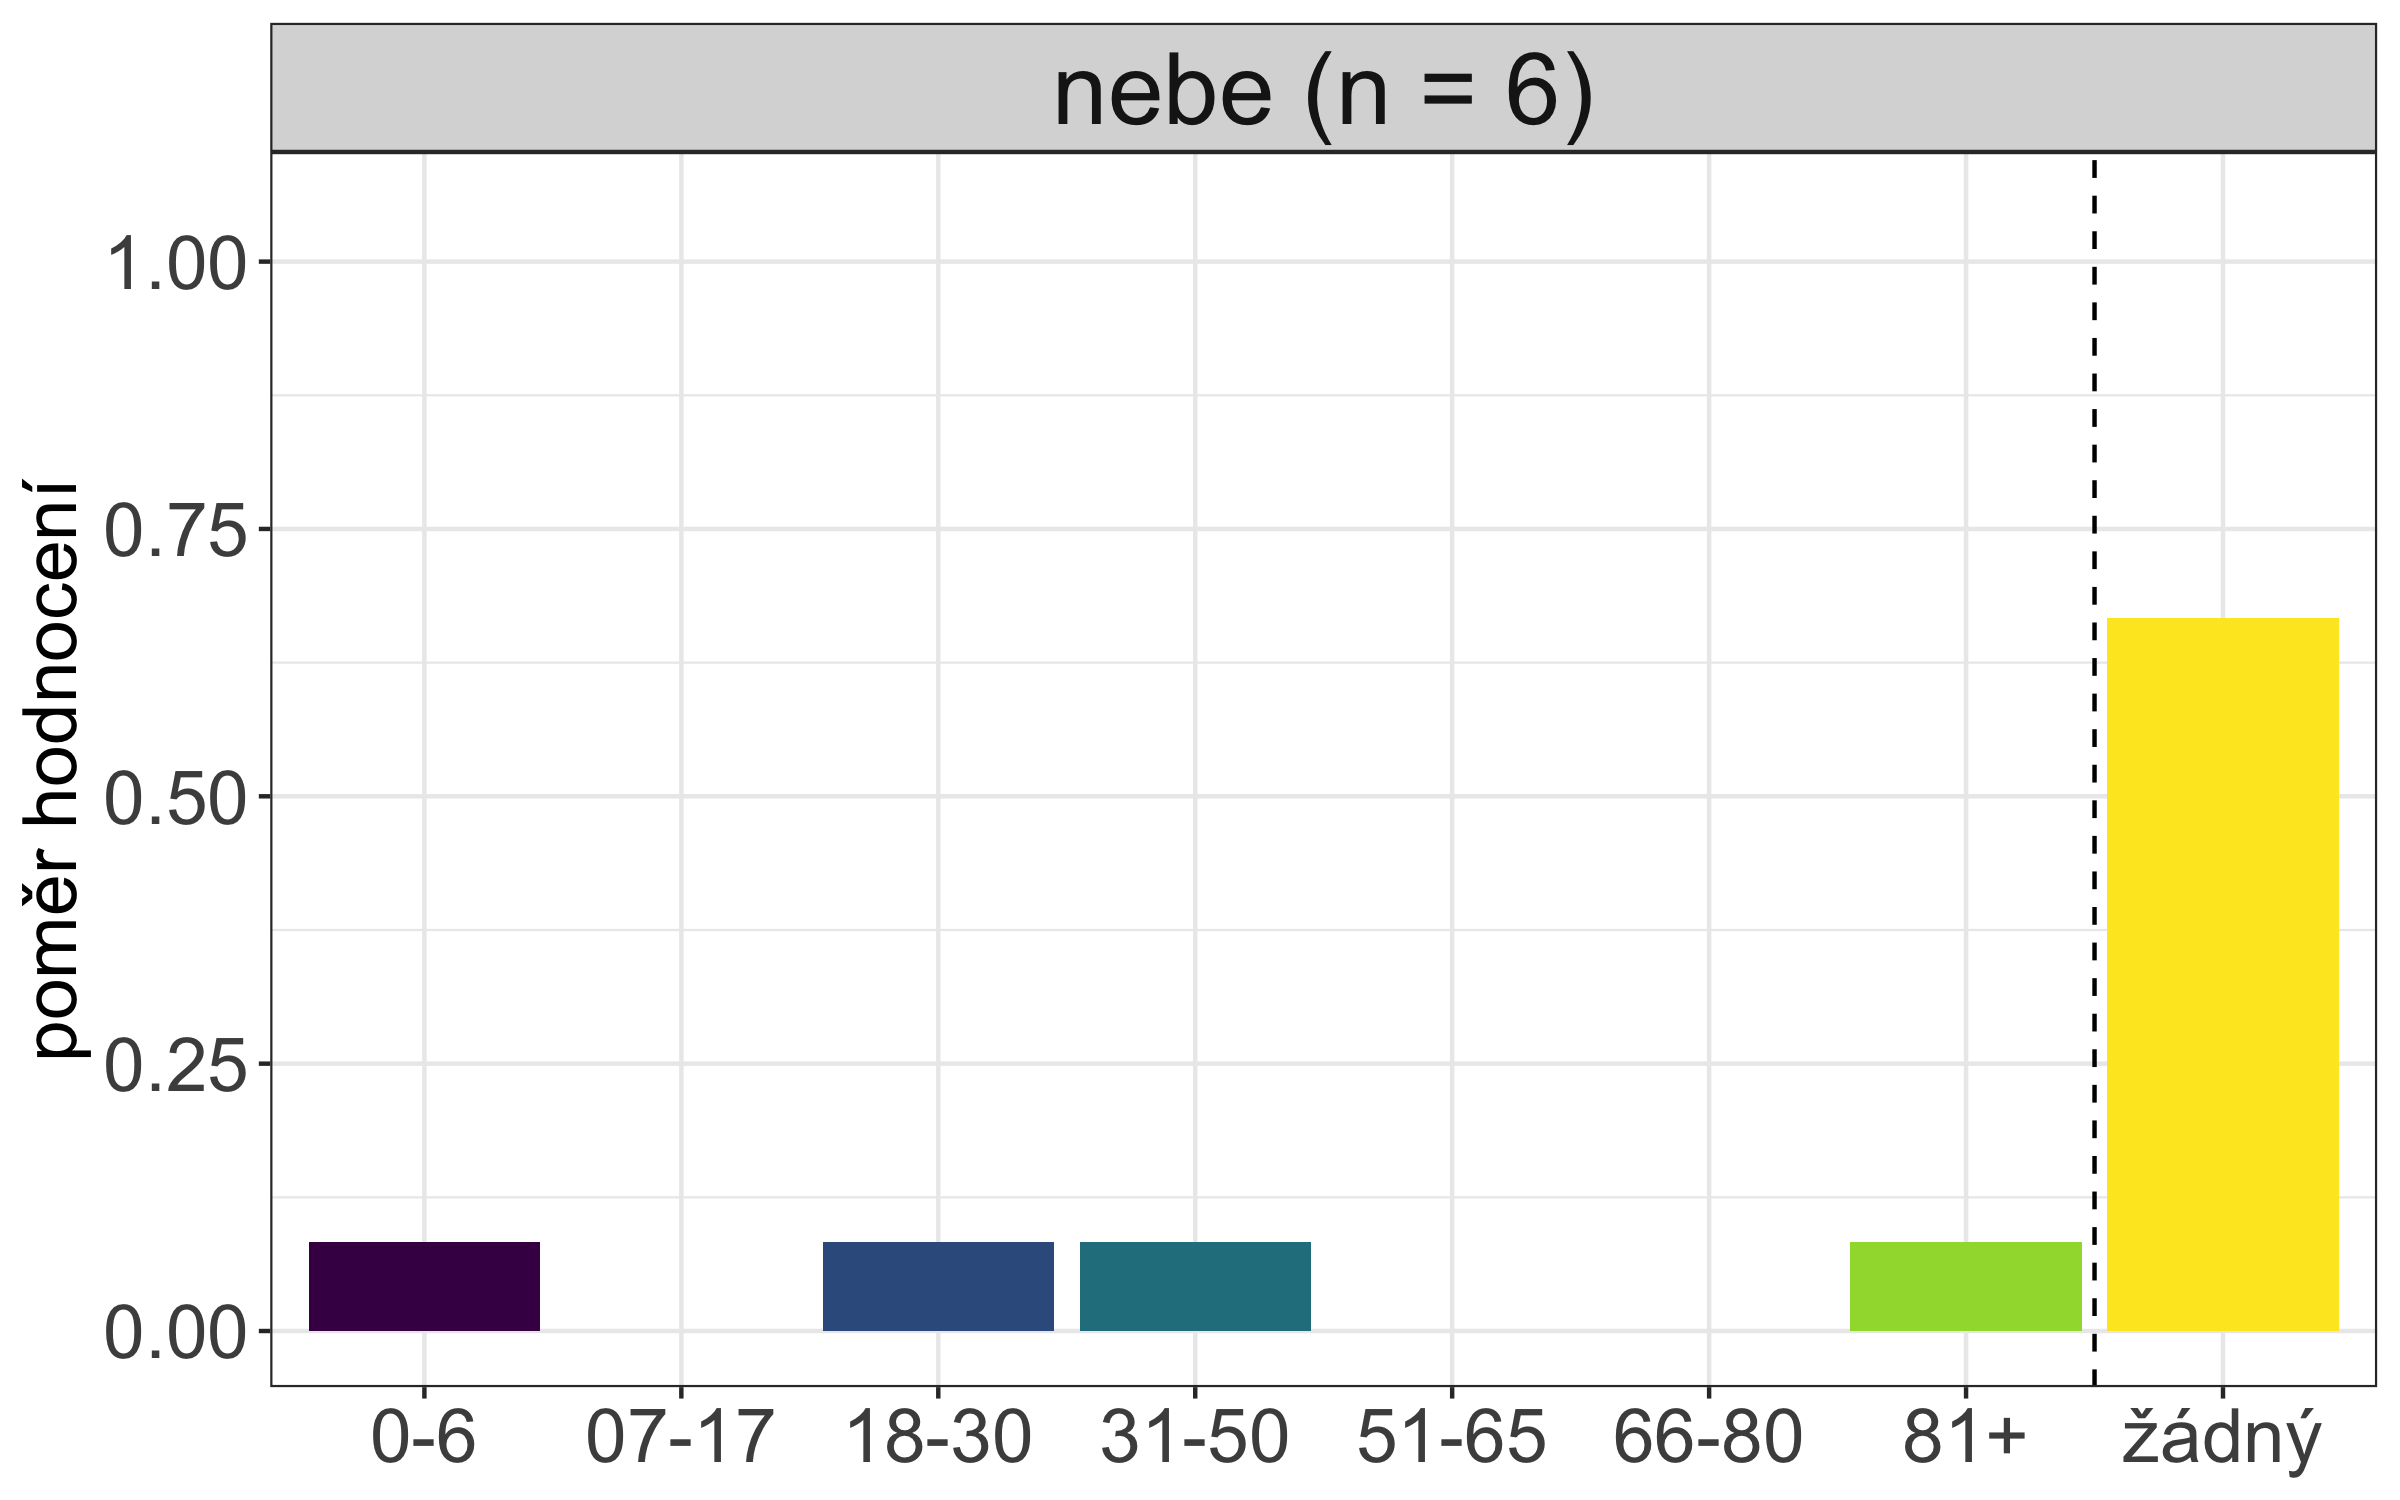 nebe (n = 6)
poměr hodnocení
1.00
0.75
0.50
0.25
0.00
0-6 07-17 18-30 31-50 51-65 66-80 81+ žádný